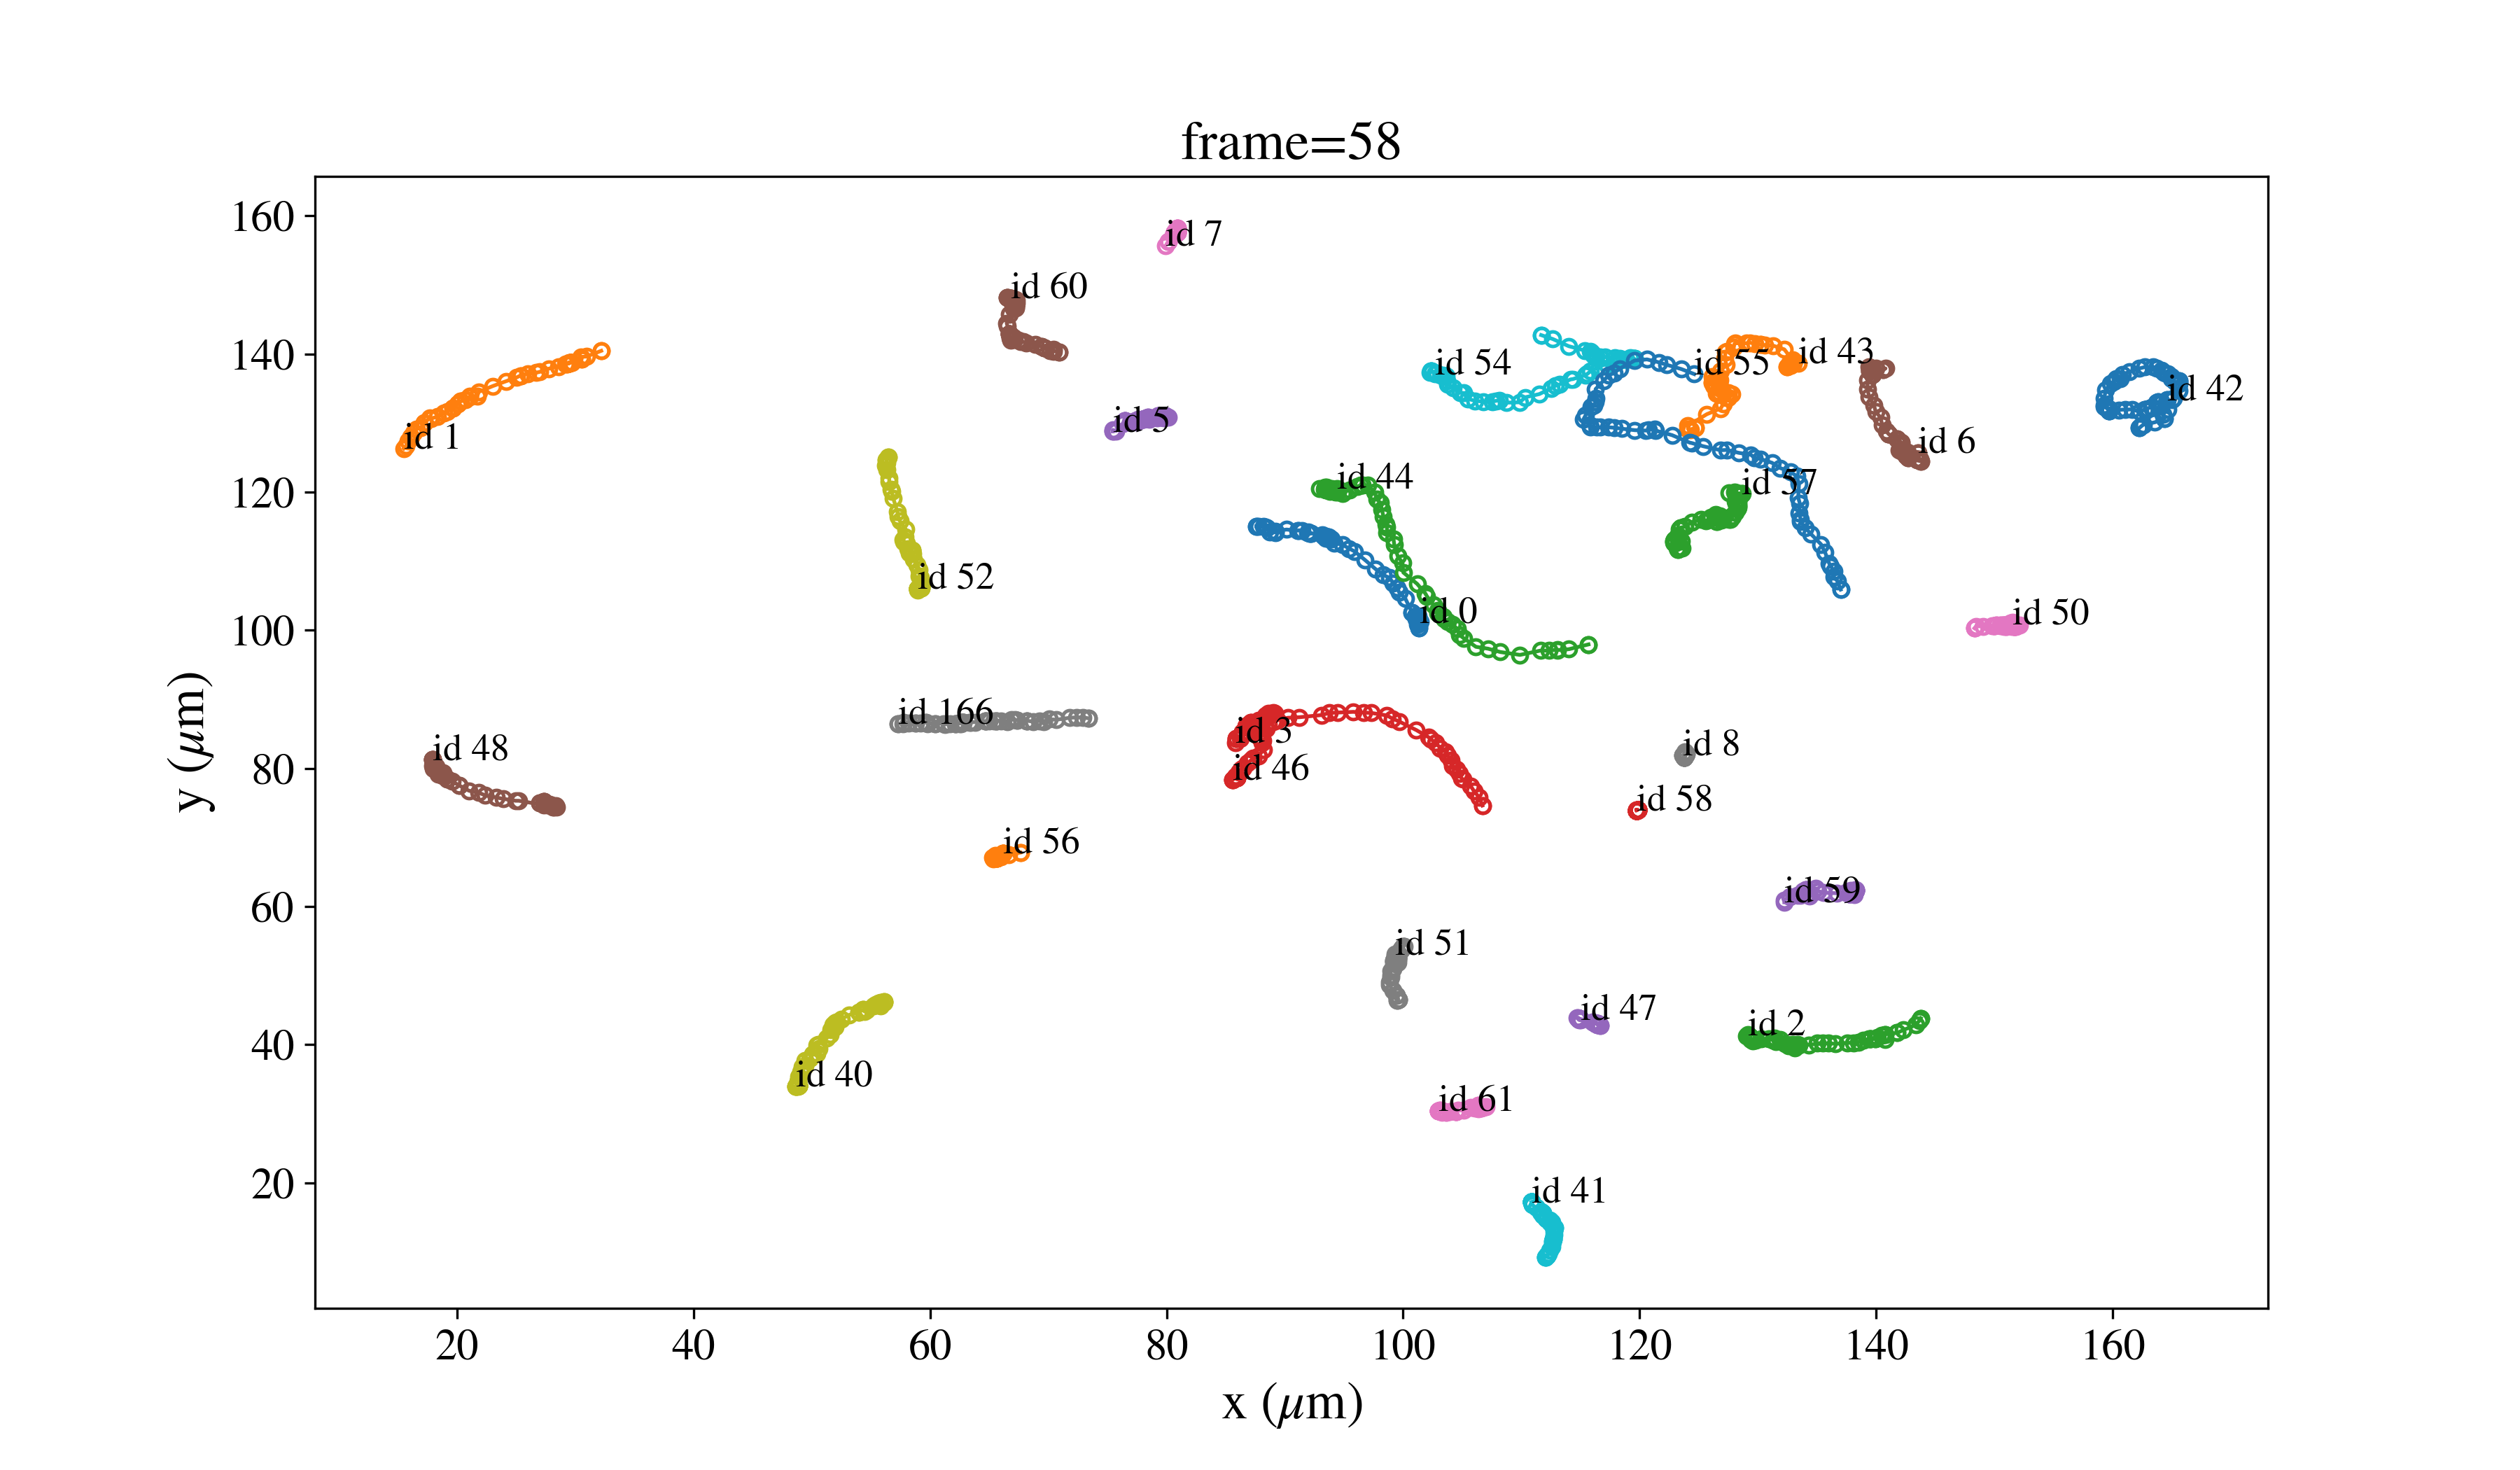 frame=58
160
140
120
100
80
60
40
20
y (μm)
id 7
id 60
id 54
id 55
id 43
id 42
id 5
id 1
id 6
id 44
id 57
id 52
id 0
id 50
id 166
id 3
id 48
id 46
id 8
id 58
id 56
id 59
id 51
id 47
id 2
id 40
id 61
id 41
20 40 60 80 100 120 140 160
x (μm)